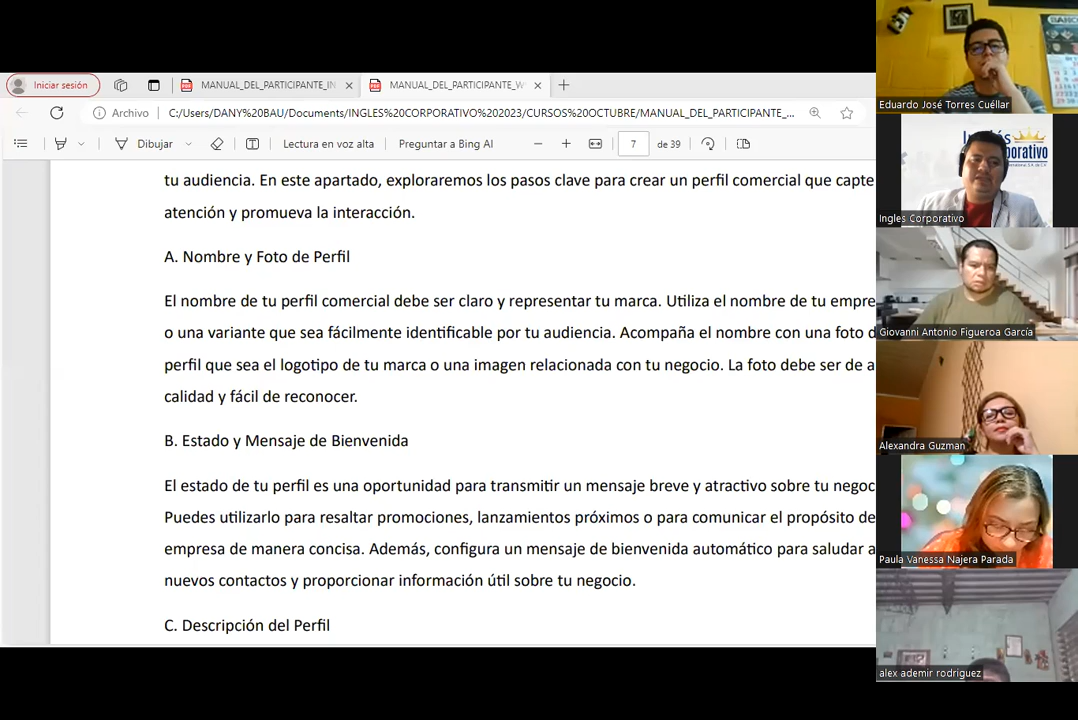 Iniciar sesión
MANUAL_DEL_PARTICIPANTE_IN
MANUAL_DEL_PARTICIPANTE_W
Archivo
C:/Users/DANY%20BAU/Documents/INGLES%20CORPORATIVO%202023/CURSOS%20OCTUBRE/MANUAL_DEL_PARTICIPANTE_...
Dibujar
Lectura en voz alta
Preguntar a Bing AI
7
de 39
tu audiencia. En este apartado, exploraremos los pasos clave para crear un perfil comercial que capte
atención y promueva la interacción.
A. Nombre y Foto de Perfil
El nombre de tu perfil comercial debe ser claro y representar tu marca. Utiliza el nombre de tu empre
o una variante que sea fácilmente identificable por tu audiencia. Acompaña el nombre con una foto d
perfil que sea el logotipo de tu marca o una imagen relacionada con tu negocio. La foto debe ser de a
calidad y fácil de reconocer.
B. Estado y Mensaje de Bienvenida
El estado de tu perfil es una oportunidad para transmitir un mensaje breve y atractivo sobre tu negoc
Puedes utilizarlo para resaltar promociones, lanzamientos próximos o para comunicar el propósito de
empresa de manera concisa. Además, configura un mensaje de bienvenida automático para saludar a
nuevos contactos y proporcionar información útil sobre tu negocio.
C. Descripción del Perfil
Eduardo José Torres Cuéllar
Ingles Corporativo
Giovanni Antonio Figueroa García
Alexandra Guzman
Paula Vanessa Najera Parada
alex ademir rodriguez